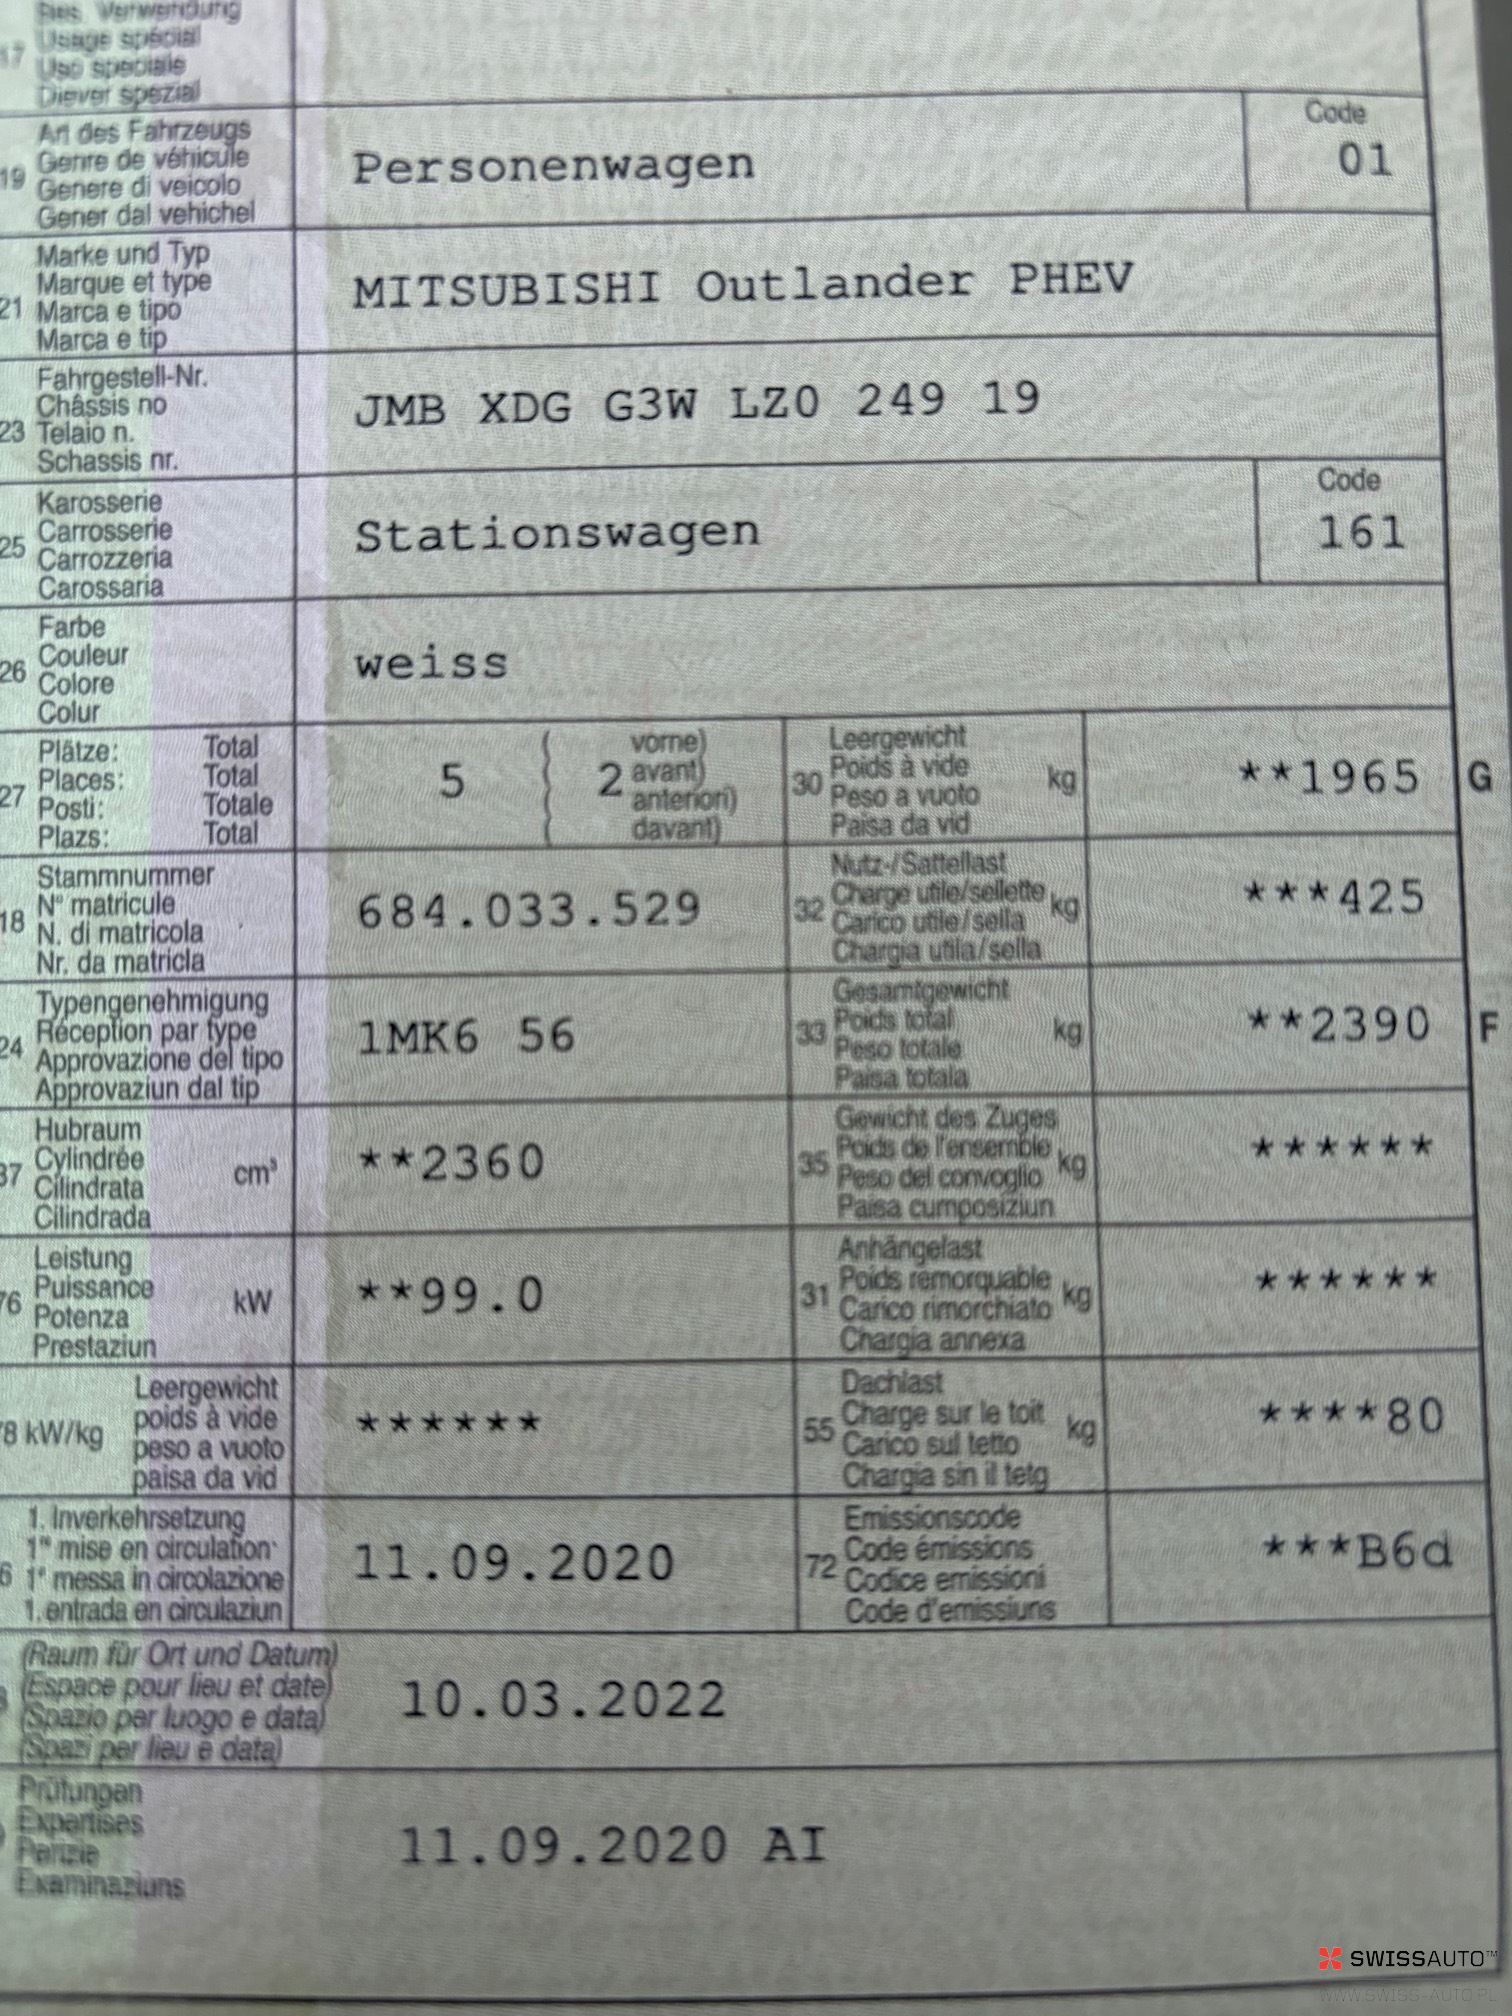 Bes. Verwendung
17 Usage spécial
Uso speciale
Diever spezial
19 Art des Fahrzeugs
Genre de véhicule
Genere di veicolo
Gener dal vehichel
Personenwagen
Code
01
21 Marke und Typ
Marque et type
Marca e tipo
Marca e tip
MITSUBISHI Outlander PHEV
23 Fahrgestell-Nr.
Châssis no
Telaio n.
Schassis nr.
JMB XDG G3W LZ0 249 19
25 Karosserie
Carrosserie
Carrozzeria
Carossaria
Stationswagen
Code
161
26 Farbe
Couleur
Colore
Colur
weiss
27 Plätze: Total
Places: Total
Posti: Totale
Plazs: Total
5 { 2 vorne)
avant)
anteriori)
davant)
30 Leergewicht
Poids à vide
Peso a vuoto
Paisa da vid
kg
**1965 G
18 Stammnummer
N° matricule
N. di matricola
Nr. da matricla
684.033.529
32 Nutz-/Sattellast
Charge utile/sellette
Carico utile/sella
Chargia utila/sella
kg
***425
24 Typengenehmigung
Réception par type
Approvazione del tipo
Approvaziun dal tip
1MK6 56
33 Gesamtgewicht
Poids total
Peso totale
Paisa totala
kg
**2390 F
37 Hubraum
Cylindrée
Cilindrata
Cilindrada
cm³
**2360
35 Gewicht des Zuges
Poids de l'ensemble
Peso del convoglio
Paisa cumposiziun
kg
******
76 Leistung
Puissance
Potenza
Prestaziun
kW
**99.0
31 Anhängelast
Poids remorquable
Carico rimorchiato
Chargia annexa
kg
******
78 kW/kg
Leergewicht
poids à vide
peso a vuoto
paisa da vid
******
55 Dachlast
Charge sur le toit
Carico sul tetto
Chargia sin il tetg
kg
****80
6 1. Inverkehrsetzung
1re mise en circulation
1a messa in circolazione
1. entrada en circulaziun
11.09.2020
72 Emissionscode
Code émissions
Codice emissioni
Code d'emissiuns
***B6d
(Raum für Ort und Datum)
(Espace pour lieu et date)
(Spazio per luogo e data)
(Spazi per lieu e data)
10.03.2022
Prüfungen
Expertises
Perizie
Examinaziuns
11.09.2020 AI
SWISSAUTO™
WWW.SWISS-AUTO.PL